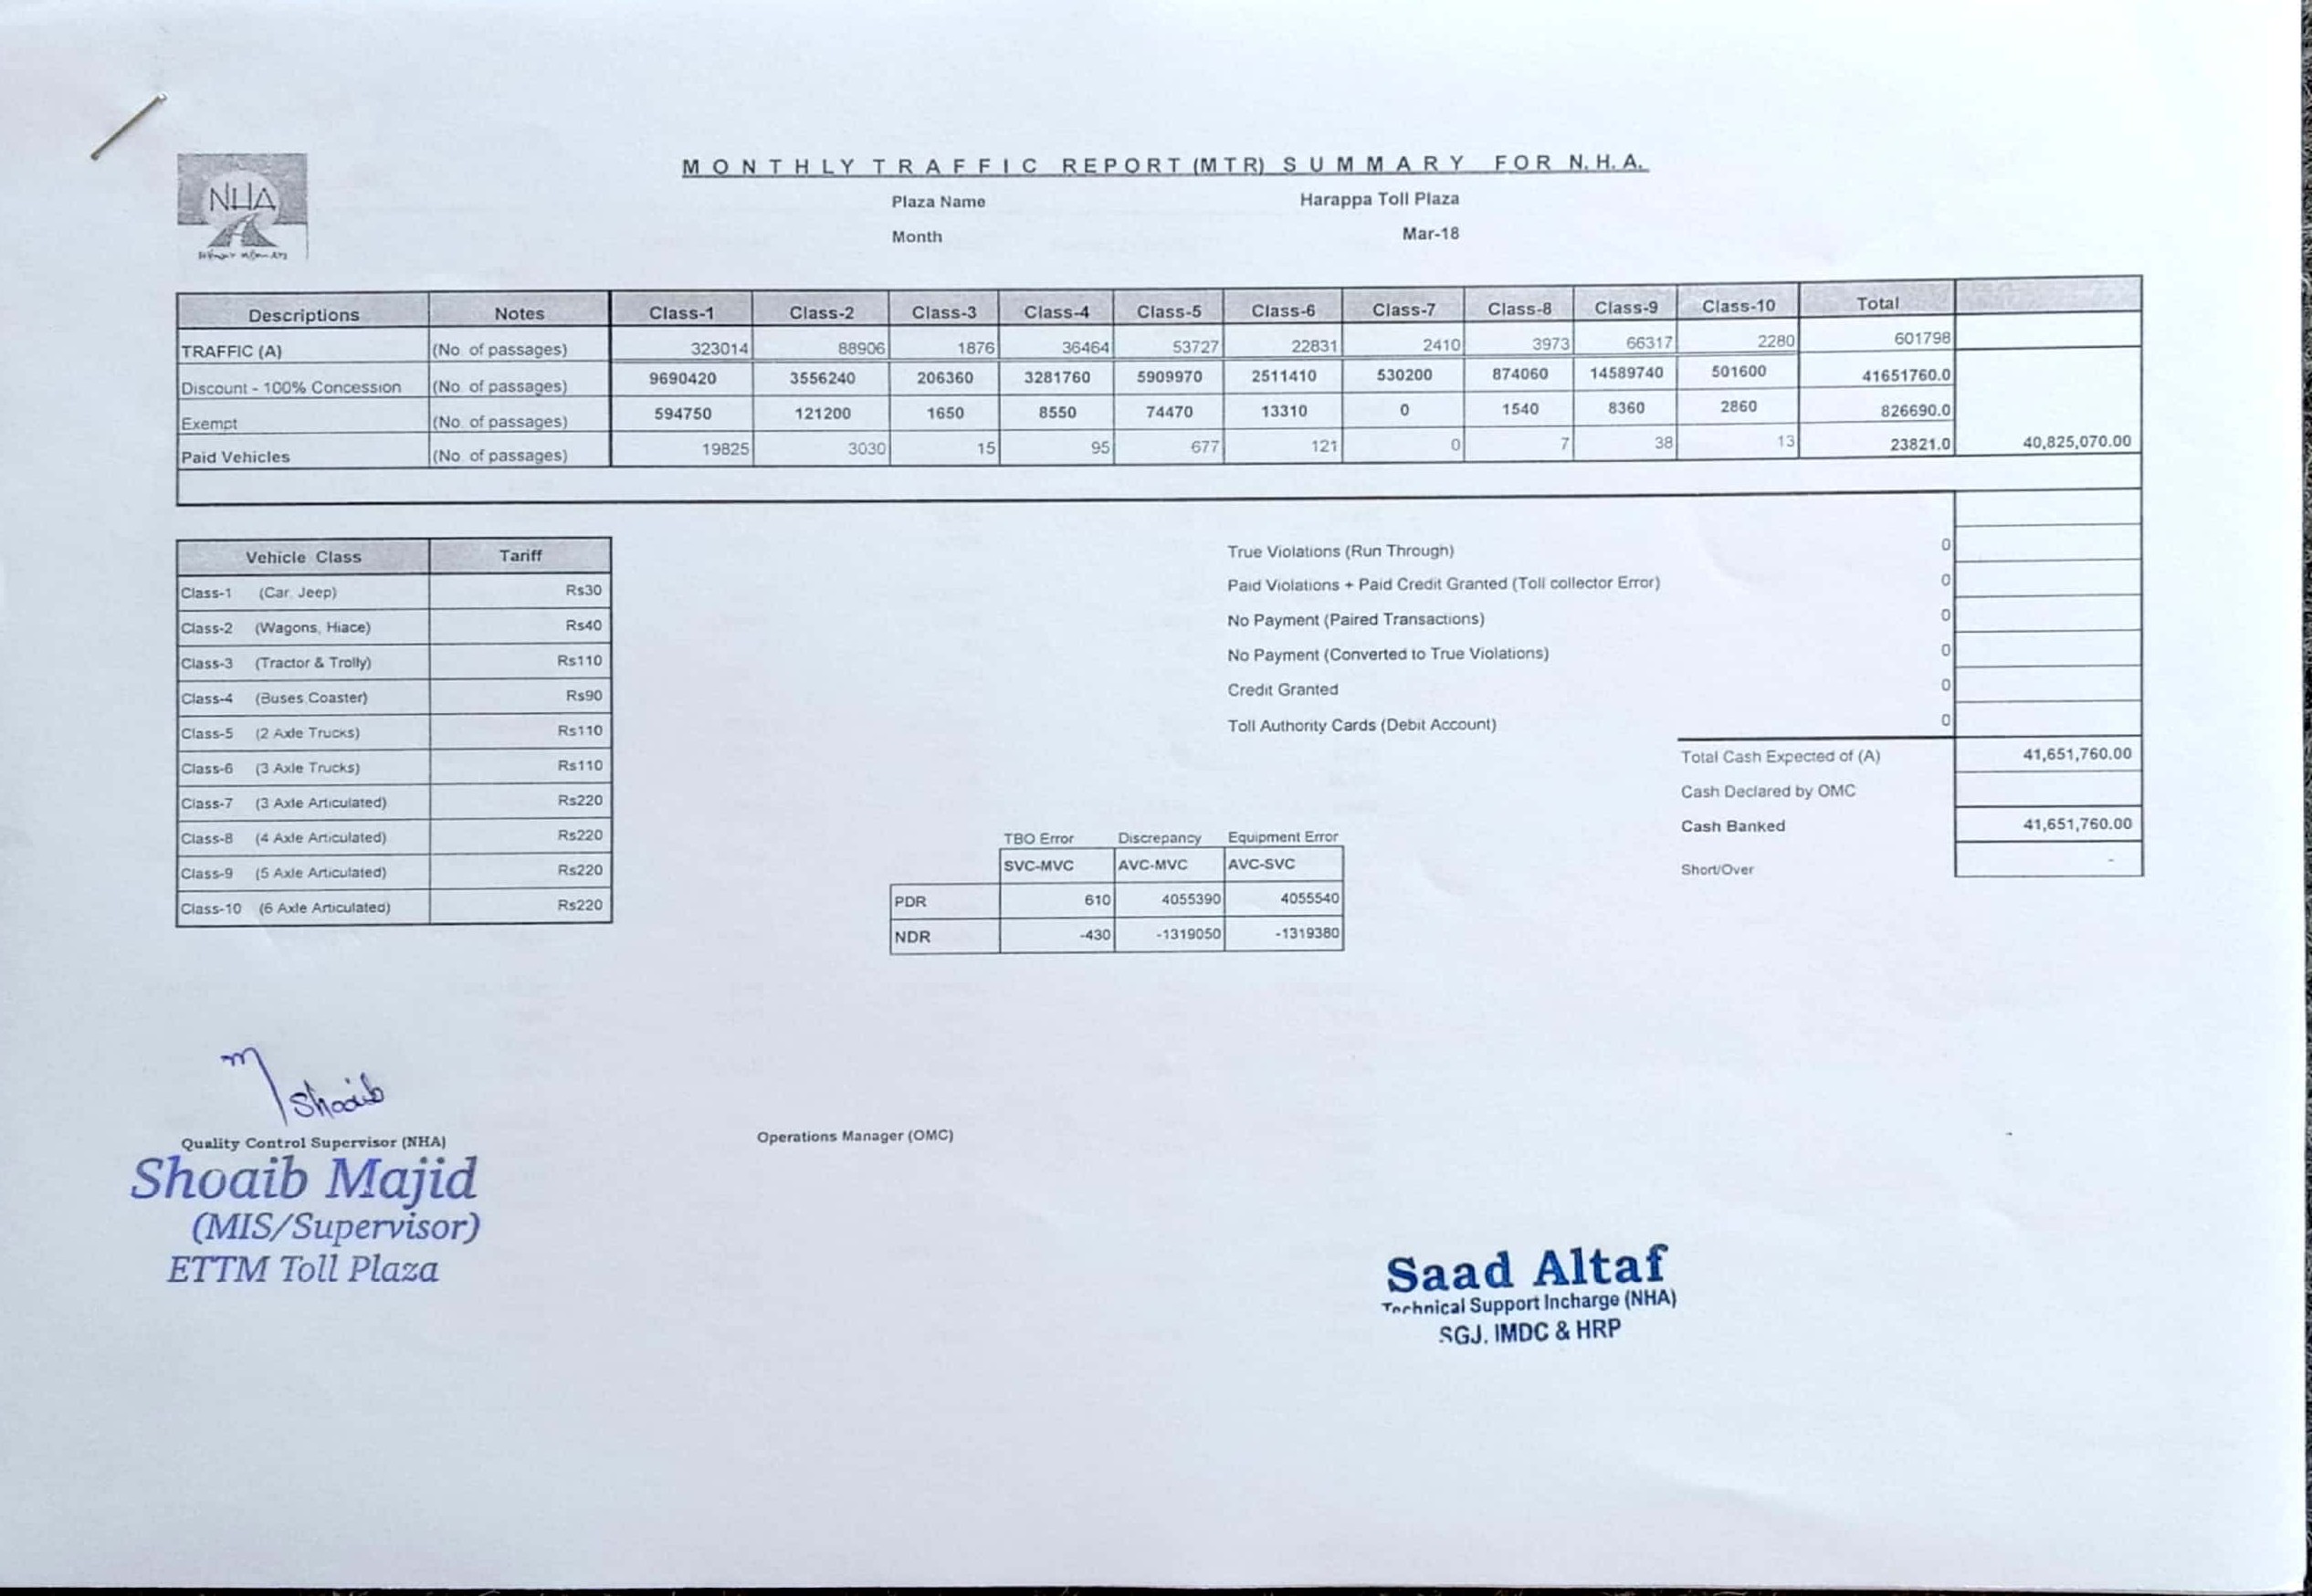 NHA
MONTHLY TRAFFIC REPORT (MTR) SUMMARY FOR N.H.A.
Plaza Name Harappa Toll Plaza
Month Mar-18
Descriptions Notes Class-1 Class-2 Class-3 Class-4 Class-5 Class-6 Class-7 Class-8 Class-9 Class-10 Total
TRAFFIC (A) (No. of passages) 323014 88906 1876 36464 53727 22831 2410 3973 66317 2280 601798
Discount - 100% Concession (No. of passages) 9690420 3556240 206360 3281760 5909970 2511410 530200 874060 14589740 501600 41651760.0
Exempt (No. of passages) 594750 121200 1650 8550 74470 13310 0 1540 8360 2860 826690.0
Paid Vehicles (No. of passages) 19825 3030 15 95 677 121 0 7 38 13 23821.0 40,825,070.00
Vehicle Class Tariff
Class-1 (Car. Jeep) Rs30
Class-2 (Wagons, Hiace) Rs40
Class-3 (Tractor & Trolly) Rs110
Class-4 (Buses,Coaster) Rs90
Class-5 (2 Axle Trucks) Rs110
Class-6 (3 Axle Trucks) Rs110
Class-7 (3 Axle Articulated) Rs220
Class-8 (4 Axle Articulated) Rs220
Class-9 (5 Axle Articulated) Rs220
Class-10 (6 Axle Articulated) Rs220
True Violations (Run Through) 0
Paid Violations + Paid Credit Granted (Toll collector Error) 0
No Payment (Paired Transactions) 0
No Payment (Converted to True Violations) 0
Credit Granted 0
Toll Authority Cards (Debit Account) 0
Total Cash Expected of (A) 41,651,760.00
Cash Declared by OMC
Cash Banked 41,651,760.00
Short/Over -
TBO Error Discrepancy Equipment Error
SVC-MVC AVC-MVC AVC-SVC
PDR 610 4055390 4055540
NDR -430 -1319050 -1319380
M Shoaib
Quality Control Supervisor (NHA)
Operations Manager (OMC)
Shoaib Majid
(MIS/Supervisor)
ETTM Toll Plaza
Saad Altaf
Technical Support Incharge (NHA)
SGJ, IMDC & HRP